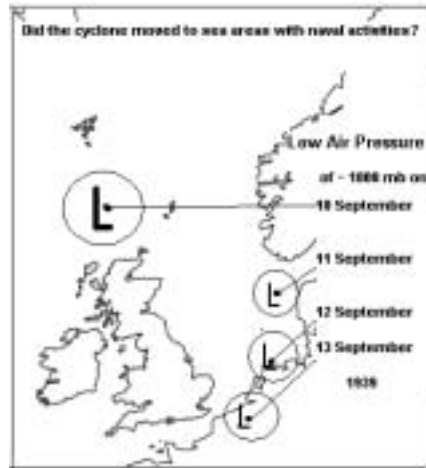 Did the cyclone moved to sea areas with naval activities?
Low Air Pressure
of ~ 1000 mb on
10 September
11 September
12 September
13 September
1939
L
L
L
L